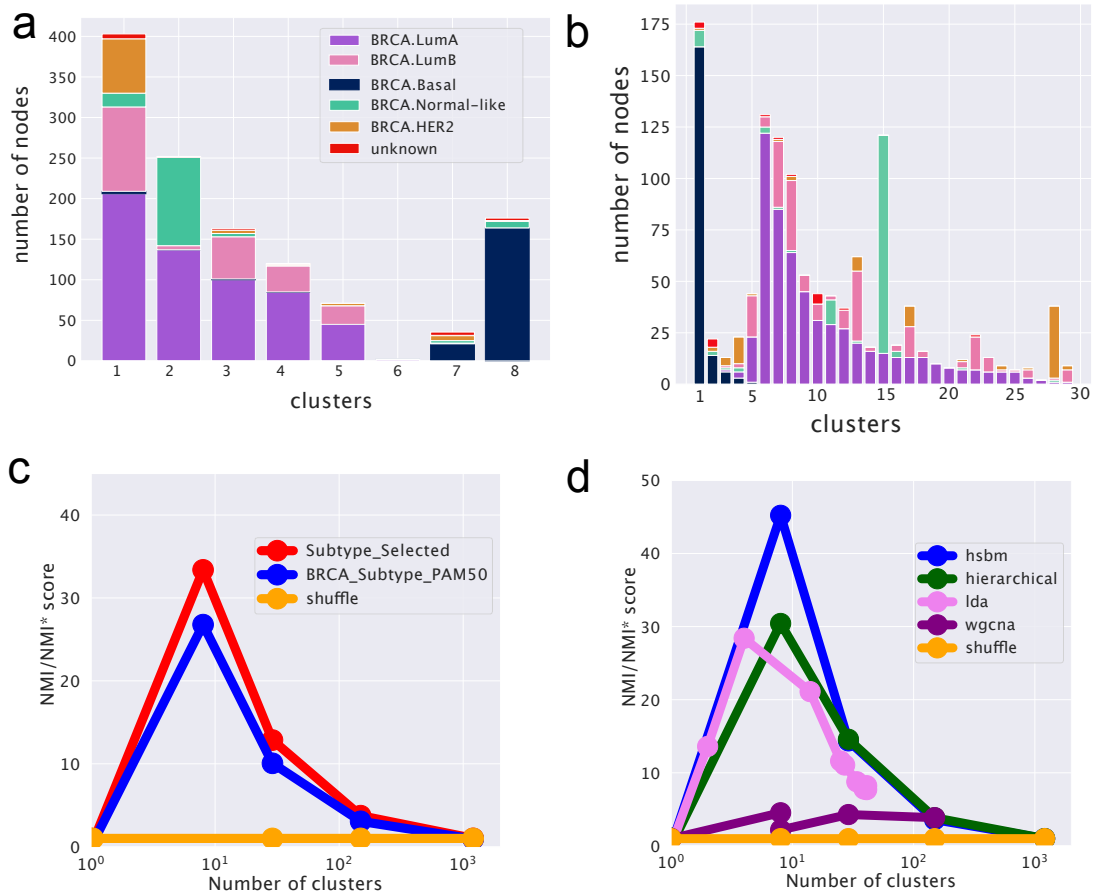 a
400
350
300
250
200
150
100
50
0
number of nodes
BRCA.LumA
BRCA.LumB
BRCA.Basal
BRCA.Normal-like
BRCA.HER2
unknown
1 2 3 4 5 6 7 8
clusters
b
175
150
125
100
75
50
25
0
number of nodes
1 5 10 15 20 25 30
clusters
c
40
30
20
10
0
NMI/NMI* score
Subtype_Selected
BRCA_Subtype_PAM50
shuffle
10⁰ 10¹ 10² 10³
Number of clusters
d
50
40
30
20
10
0
NMI/NMI* score
hsbm
hierarchical
lda
wgcna
shuffle
10⁰ 10¹ 10² 10³
Number of clusters